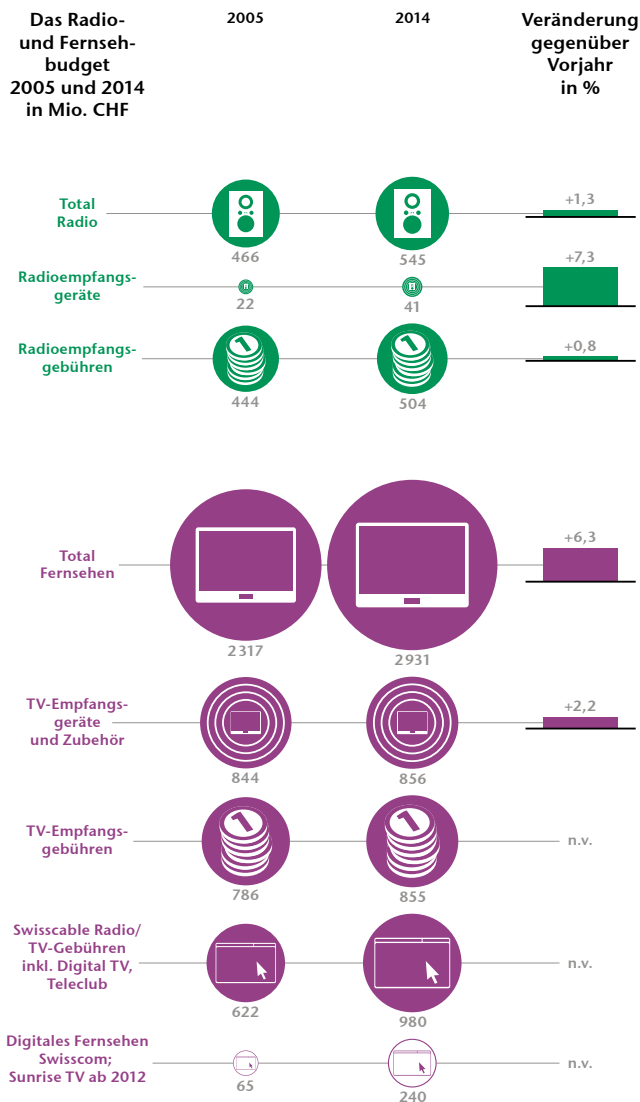 Das Radio-
und Fernseh-
budget
2005 und 2014
in Mio. CHF
2005
2014
Veränderung
gegenüber
Vorjahr
in %
Total
Radio
466
545
+1,3
Radioempfangs-
geräte
22
41
+7,3
Radioempfangs-
gebühren
444
504
+0,8
Total
Fernsehen
2317
2931
+6,3
TV-Empfangs-
geräte
und Zubehör
844
856
+2,2
TV-Empfangs-
gebühren
786
855
n.v.
Swisscable Radio/
TV-Gebühren
inkl. Digital TV,
Teleclub
622
980
n.v.
Digitales Fernsehen
Swisscom;
Sunrise TV ab 2012
65
240
n.v.